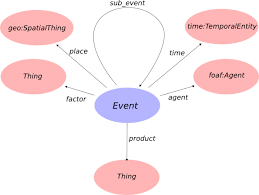 sub_event
geo:SpatialThing
time:TemporalEntity
place
time
Thing
foaf:Agent
factor
agent
Event
product
Thing